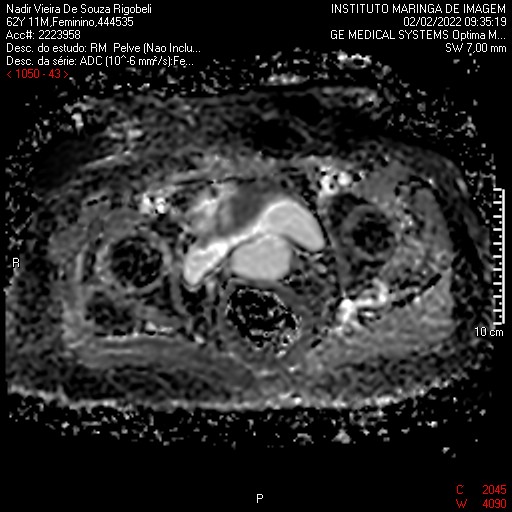 Nadir Vieira De Souza Rigobeli
62Y 11M,Feminino,444535
Acc#: 2223958
Desc. do estudo: RM Pelve (Nao Inclu...
Desc. da série: ADC (10^-6 mm²/s):Fe...
< 1050 - 43 >
INSTITUTO MARINGA DE IMAGEM
02/02/2022 09:35:19
GE MEDICAL SYSTEMS Optima M...
SW 7,00 mm
R
10 cm
P
C 2045
W 4090